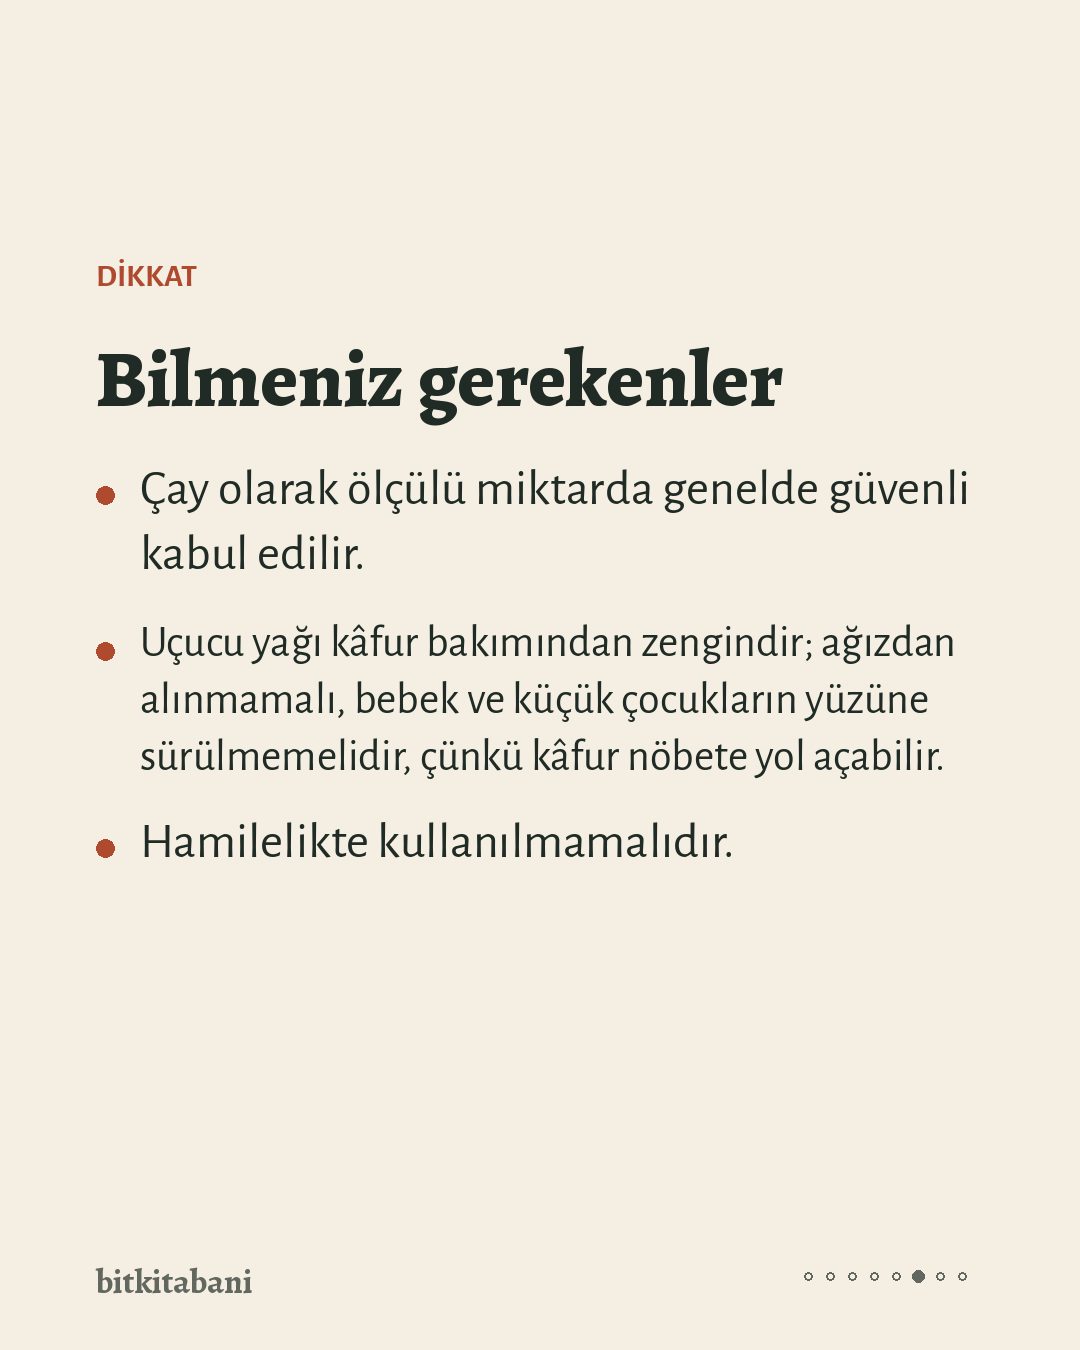 DİKKAT
Bilmeniz gerekenler
Çay olarak ölçülü miktarda genelde güvenli
kabul edilir.
Uçucu yağı kâfur bakımından zengindir; ağızdan
alınmamalı, bebek ve küçük çocukların yüzüne
sürülmemelidir, çünkü kâfur nöbete yol açabilir.
Hamilelikte kullanılmamalıdır.
bitkitabani